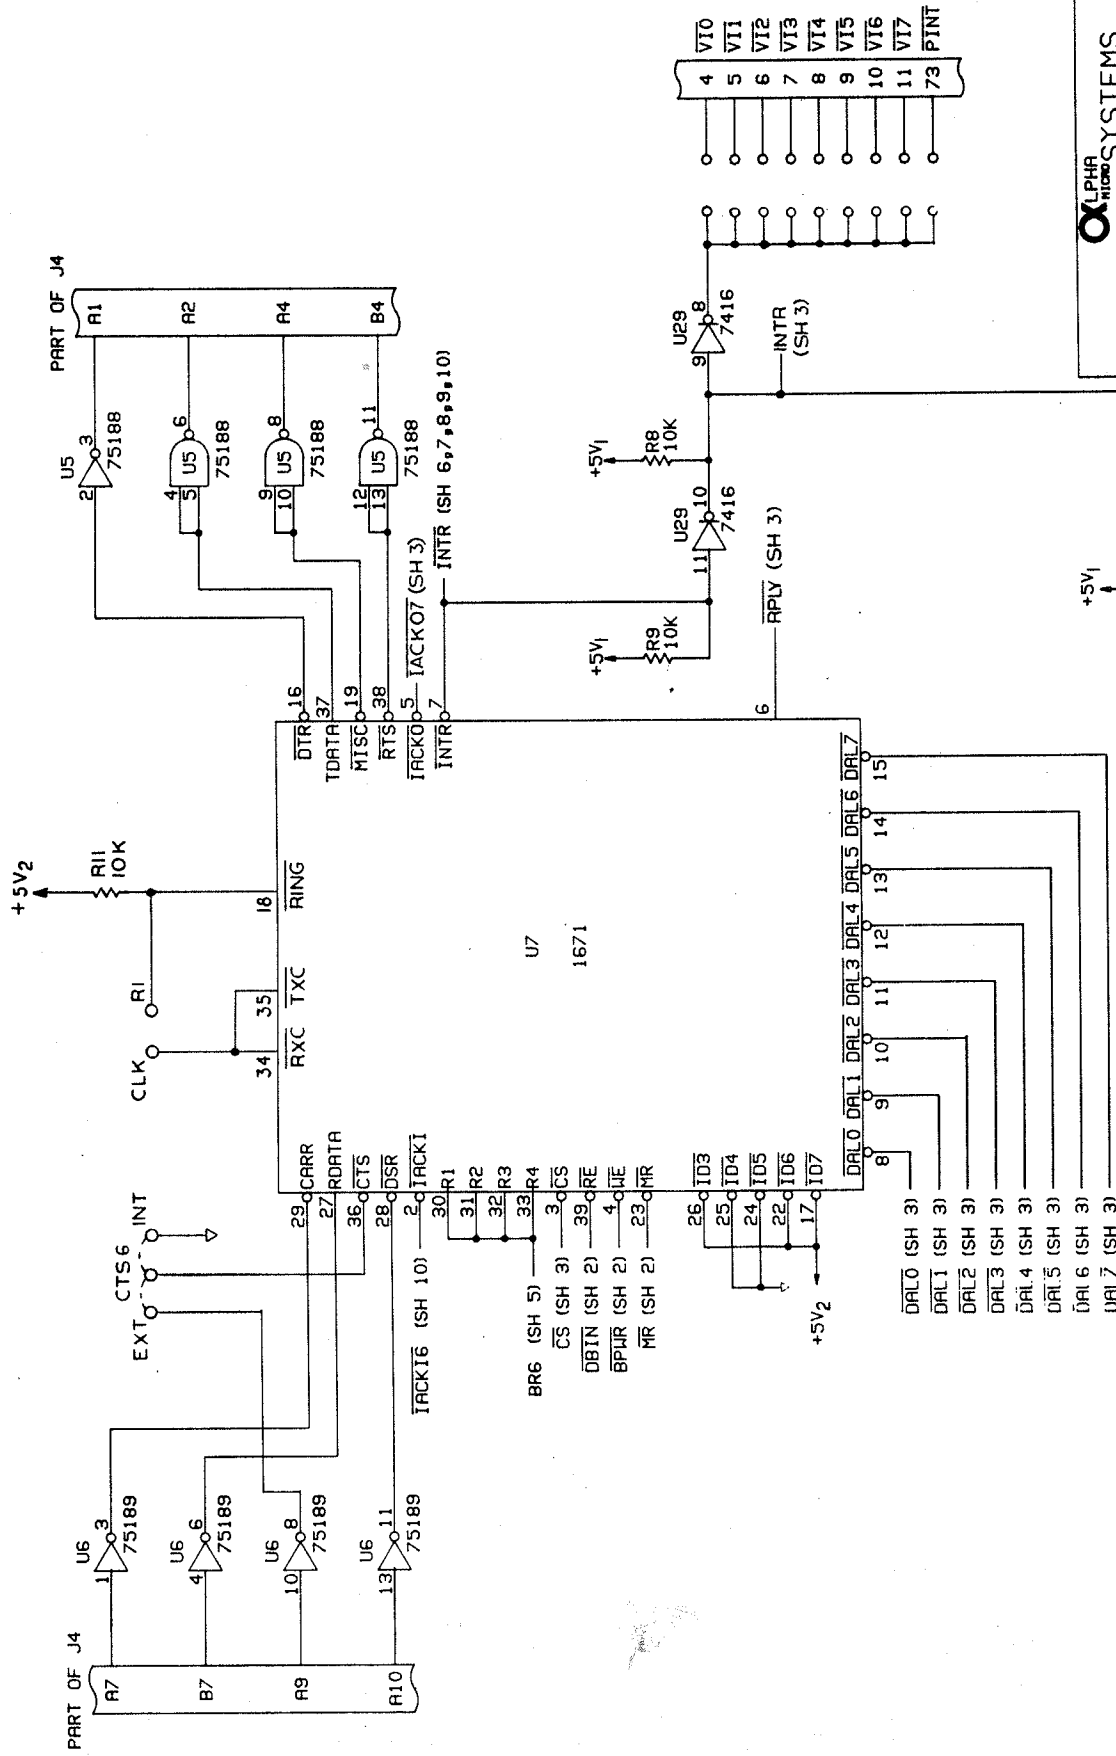 PART OF J4
A7
B7
A9
A10
U6
1
3
75189
U6
4
6
75189
U6
10
8
75189
U6
13
11
75189
EXT
CTS6
INT
CLK
RI
+5V2
R11
10K
34
RXC
35
TXC
18
RING
29 CARR
27 RDATA
36 CTS
28 DSR
IACKI6 (SH 10)
2 IACKI
30 R1
31 R2
32 R3
BR6 (SH 5)
33 R4
CS (SH 3)
3 CS
DBIN (SH 2)
39 RE
BPWR (SH 2)
4 WE
MR (SH 2)
23 MR
26 ID3
25 ID4
24 ID5
22 ID6
17 ID7
+5V2
U7
1671
DTR 16
TDATA 37
MISC 19
RTS 38
IACKO 5
IACKO7 (SH 3)
INTR 7
INTR (SH 6,7,8,9,10)
6
RPLY (SH 3)
PART OF J4
A1
A2
A4
B4
U5
2
3
75188
4
5
U5
6
75188
9
10
U5
8
75188
12
13
U5
11
75188
+5V1
R9
10K
11
U29
10
7416
+5V1
R8
10K
9
U29
8
7416
INTR
(SH 3)
4 VI0
5 VI1
6 VI2
7 VI3
8 VI4
9 VI5
10 VI6
11 VI7
73 PINT
DAL0 DAL1 DAL2 DAL3 DAL4 DAL5 DAL6 DAL7
8 9 10 11 12 13 14 15
DAL0 (SH 3)
DAL1 (SH 3)
DAL2 (SH 3)
DAL3 (SH 3)
DAL4 (SH 3)
DAL5 (SH 3)
DAL6 (SH 3)
DAL7 (SH 3)
+5V1
ALPHA
MICRO SYSTEMS